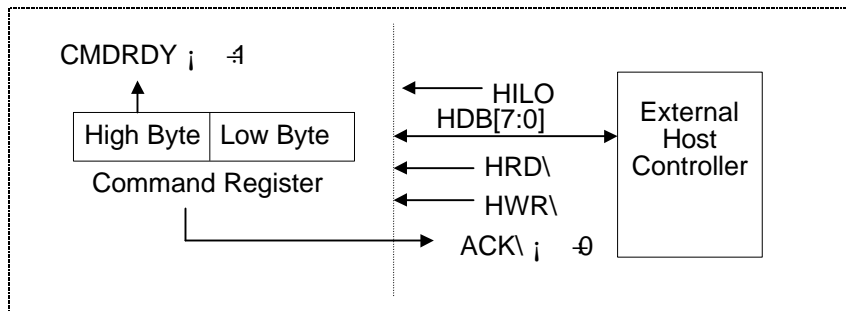 CMDRDY ¡ 1
HILO
HDB[7:0]
High Byte Low Byte
Command Register
HRD\
HWR\
ACK\ ¡ 0
External
Host
Controller